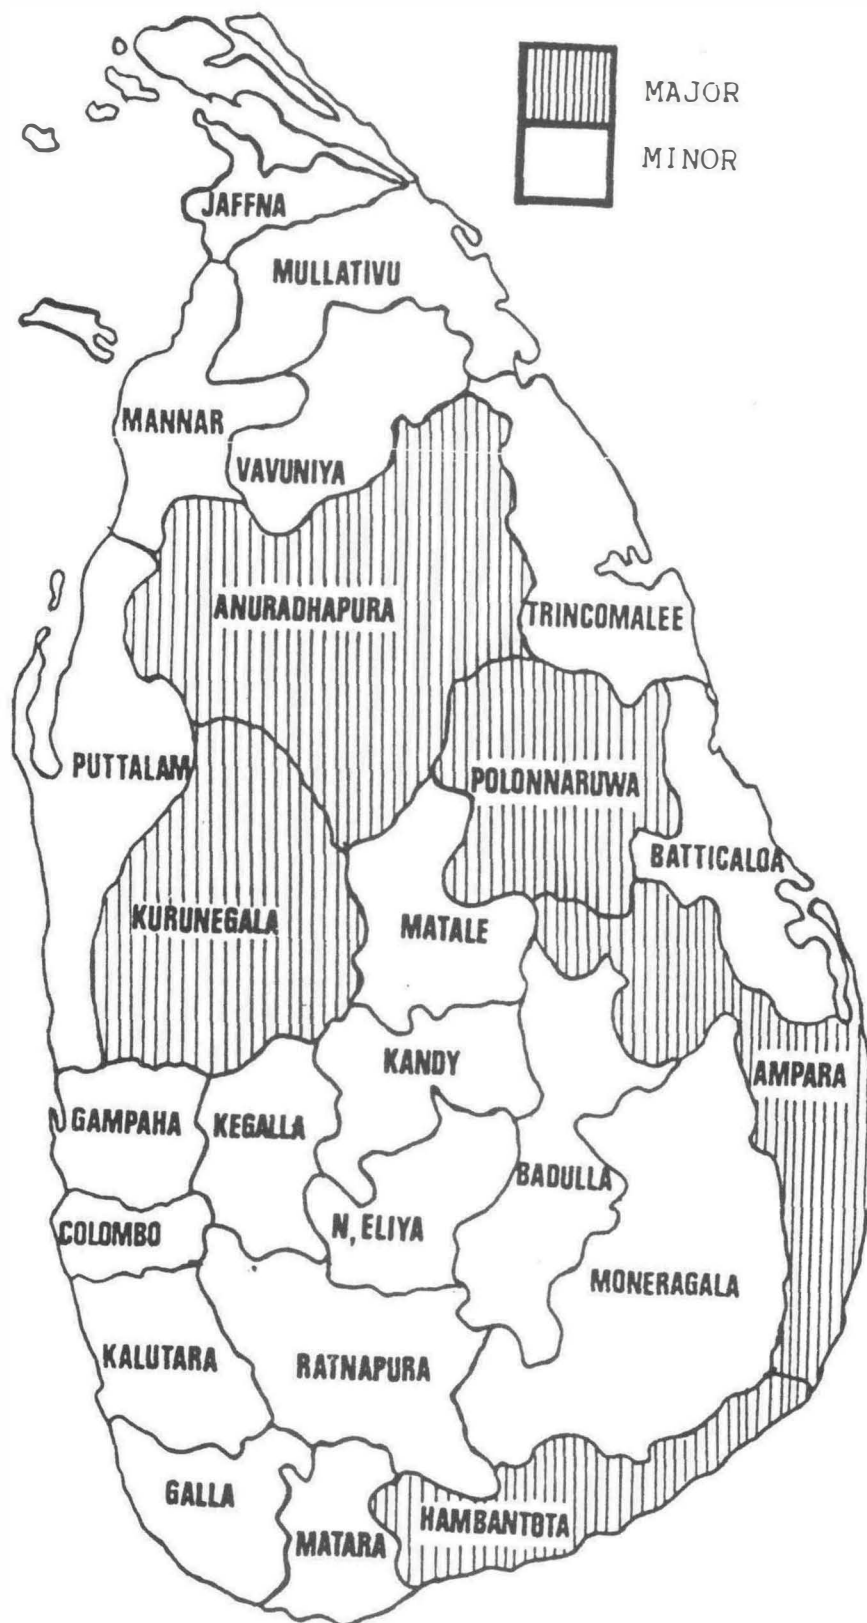 MAJOR
MINOR
JAFFNA
MULLATIVU
MANNAR
VAVUNIYA
ANURADHAPURA
TRINCOMALEE
PUTTALAM
POLONNARUWA
BATTICALOA
KURUNEGALA
MATALE
KANDY
AMPARA
GAMPAHA
KEGALLA
BADULLA
COLOMBO
N, ELIYA
MONERAGALA
KALUTARA
RATNAPURA
GALLA
HAMBANTOTA
MATARA